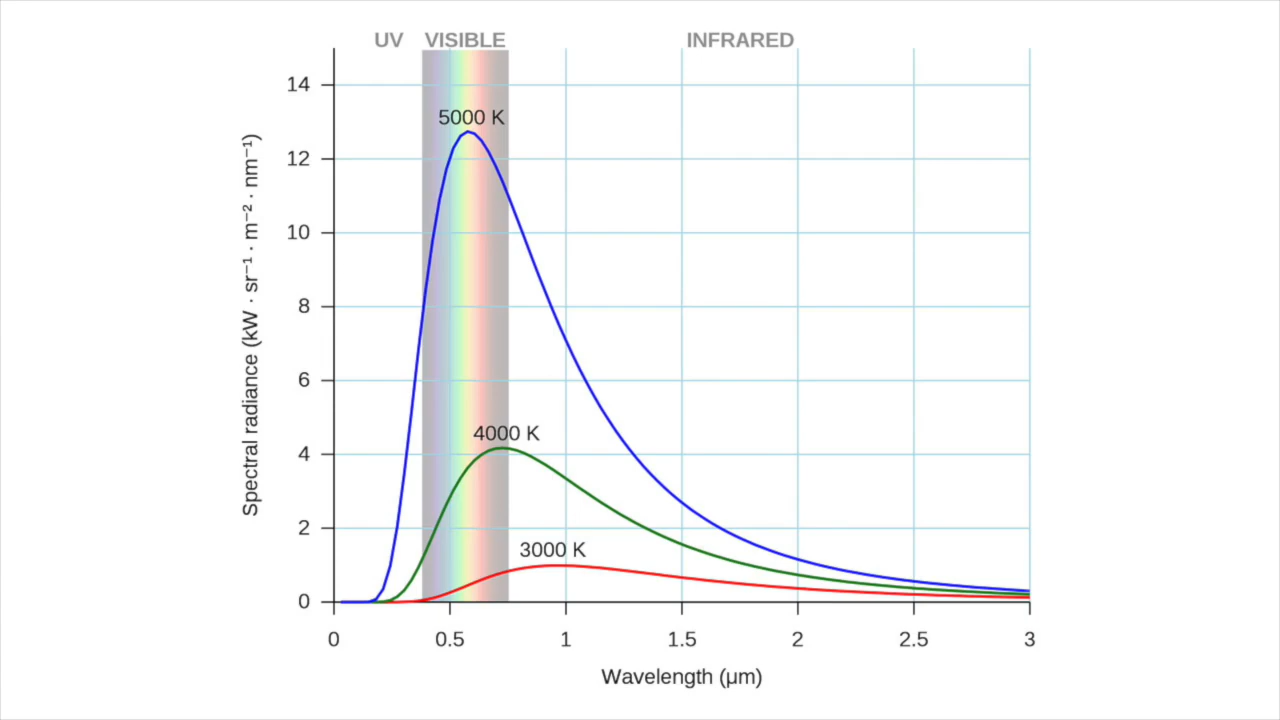 UV VISIBLE INFRARED
14
5000 K
12
10
8
6
4000 K
4
3000 K
2
0
0 0.5 1 1.5 2 2.5 3
Wavelength (µm)
Spectral radiance (kW · sr⁻¹ · m⁻² · nm⁻¹)